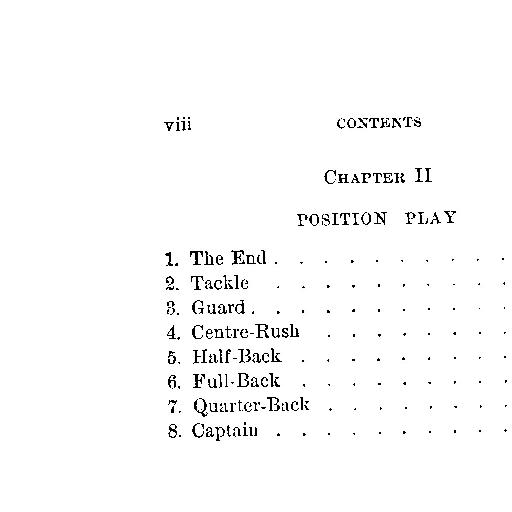 viii CONTENTS
CHAPTER II
POSITION PLAY
1. The End . . . . . . . . . .
2. Tackle . . . . . . . . . .
3. Guard . . . . . . . . . . .
4. Centre-Rush . . . . . . . .
5. Half-Back . . . . . . . . .
6. Full-Back . . . . . . . . .
7. Quarter-Back . . . . . . . .
8. Captain . . . . . . . . . .